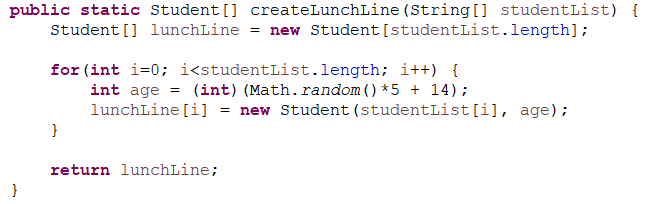 public static Student[] createLunchLine(String[] studentList) {
    Student[] lunchLine = new Student[studentList.length];

    for(int i=0; i<studentList.length; i++) {
        int age = (int)(Math.random()*5 + 14);
        lunchLine[i] = new Student(studentList[i], age);
    }

    return lunchLine;
}